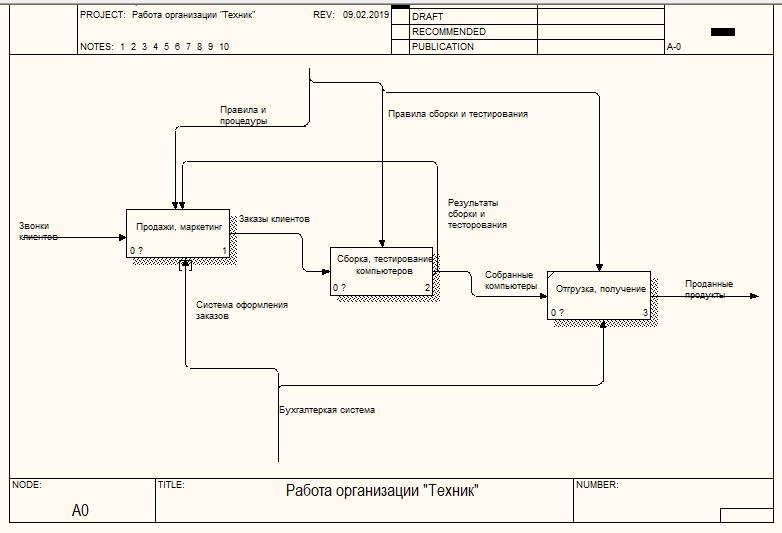 PROJECT: Работа организации "Техник"
REV: 09.02.2019
DRAFT
RECOMMENDED
NOTES: 1 2 3 4 5 6 7 8 9 10
PUBLICATION
A-0
Правила и
процедуры
Правила сборки и тестирования
Результаты
сборки и
тесторования
Звонки
клиентов
Продажи, маркетинг
0 ? 1
Заказы клиентов
Сборка, тестирование
компьютеров
0 ? 2
Собранные
компьютеры
Отгрузка, получение
0 ? 3
Проданные
продукты
Система оформления
заказов
Бухгалтеркая система
NODE:
A0
TITLE:
Работа организации "Техник"
NUMBER: